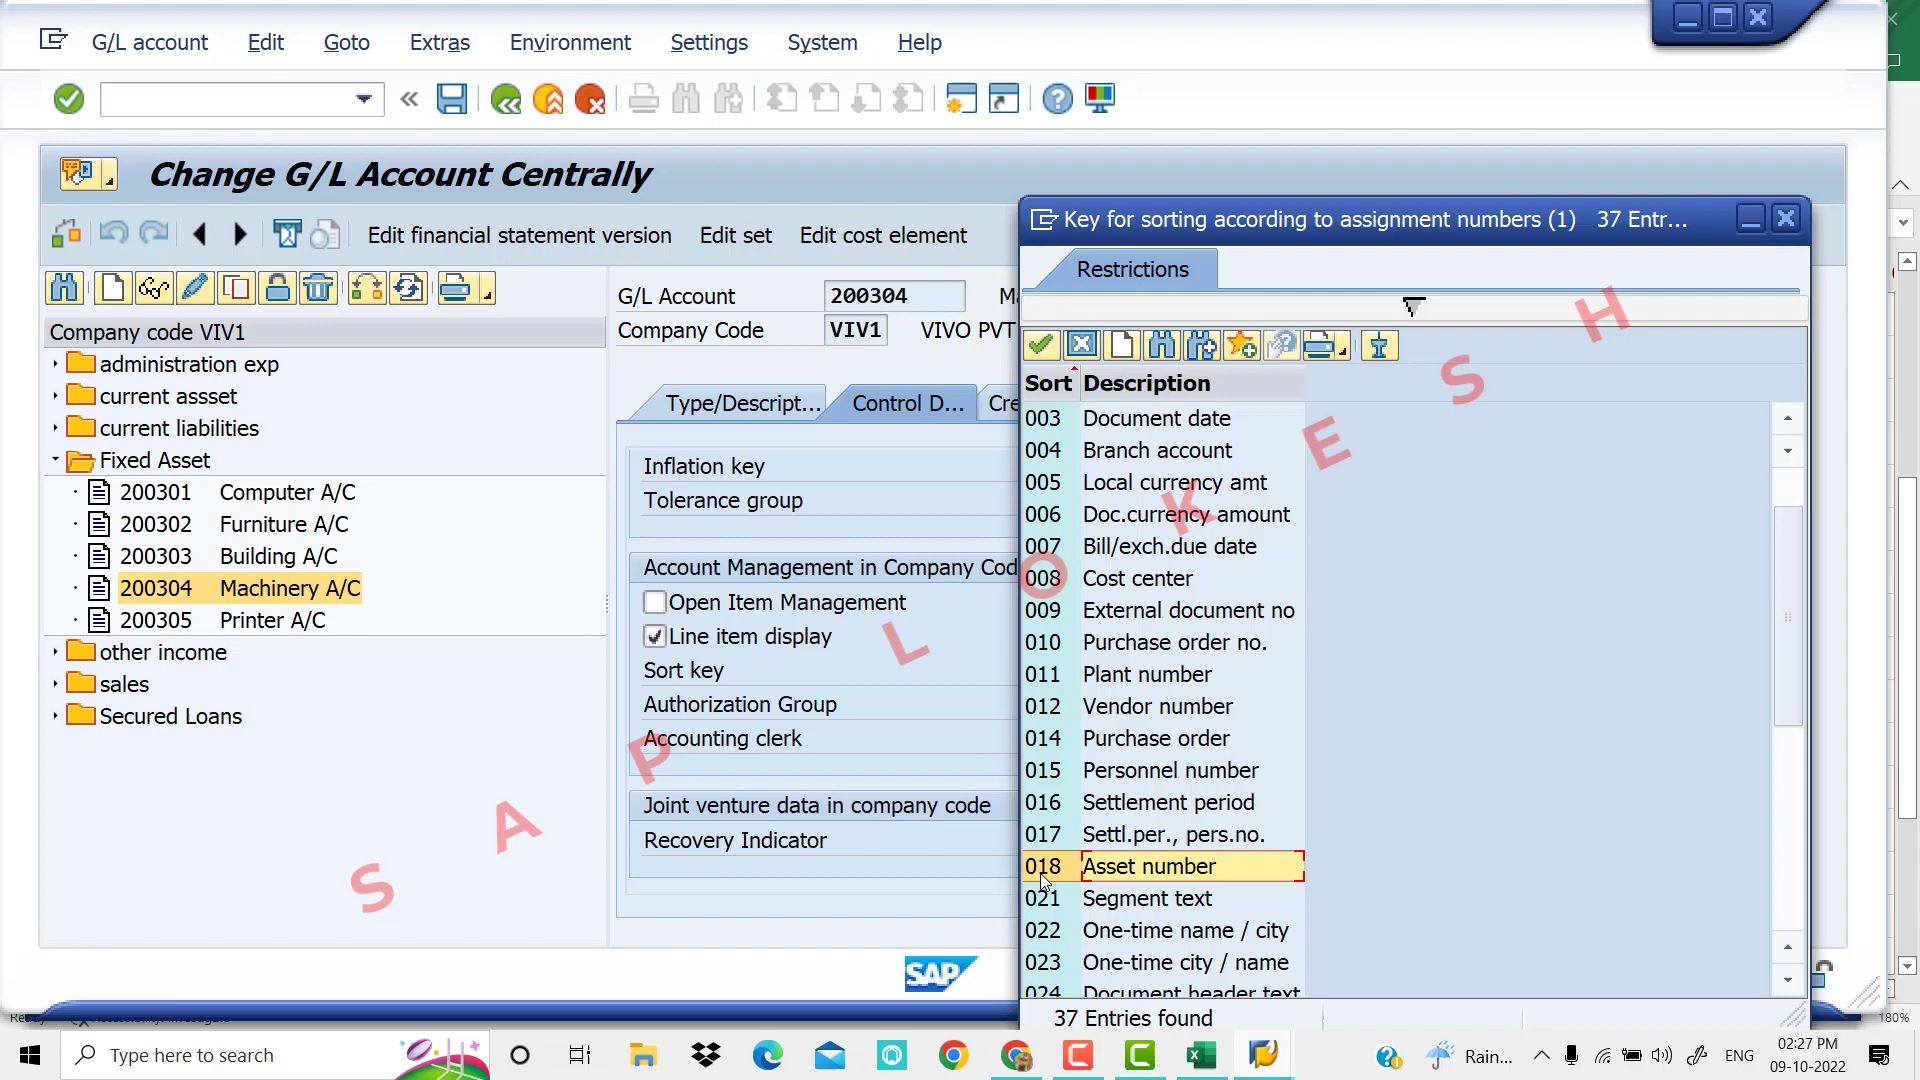 G/L account Edit Goto Extras Environment Settings System Help
Change G/L Account Centrally
Edit financial statement version Edit set Edit cost element
Company code VIV1
administration exp
current assset
current liabilities
Fixed Asset
200301 Computer A/C
200302 Furniture A/C
200303 Building A/C
200304 Machinery A/C
200305 Printer A/C
other income
sales
Secured Loans
G/L Account 200304
Company Code VIV1 VIVO PVT
Type/Descript... Control D...
Inflation key
Tolerance group
Account Management in Company Cod
Open Item Management
Line item display
Sort key
Authorization Group
Accounting clerk
Joint venture data in company code
Recovery Indicator
Key for sorting according to assignment numbers (1) 37 Entr...
Restrictions
Sort Description
003 Document date
004 Branch account
005 Local currency amt
006 Doc.currency amount
007 Bill/exch.due date
008 Cost center
009 External document no
010 Purchase order no.
011 Plant number
012 Vendor number
014 Purchase order
015 Personnel number
016 Settlement period
017 Settl.per., pers.no.
018 Asset number
021 Segment text
022 One-time name / city
023 One-time city / name
024 Document header text
37 Entries found
SAP
S A P L O K E S H
180%
Type here to search
Rain...
ENG
02:27 PM
09-10-2022